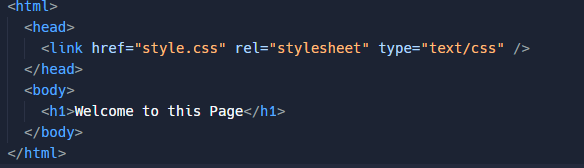 <html>
<head>
<link href="style.css" rel="stylesheet" type="text/css" />
</head>
<body>
<h1>Welcome to this Page</h1>
</body>
</html>